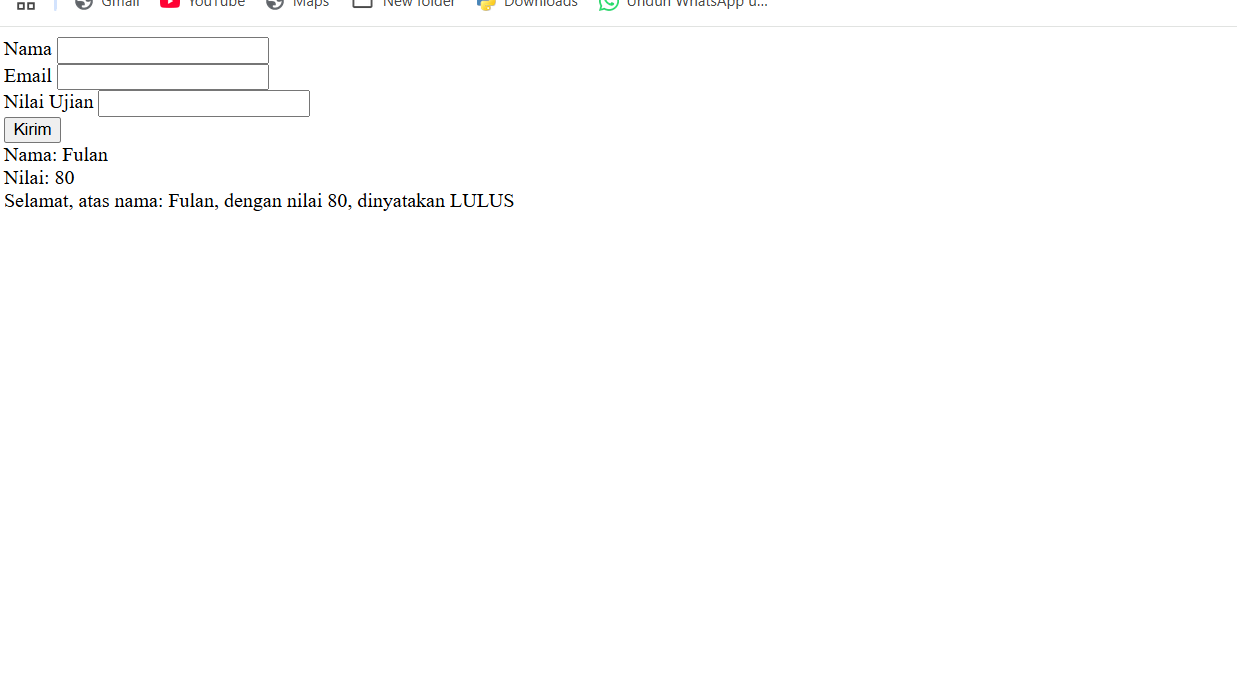 Gmail YouTube Maps New folder Downloads Unduh WhatsApp u...
Nama
Email
Nilai Ujian
Kirim
Nama: Fulan
Nilai: 80
Selamat, atas nama: Fulan, dengan nilai 80, dinyatakan LULUS